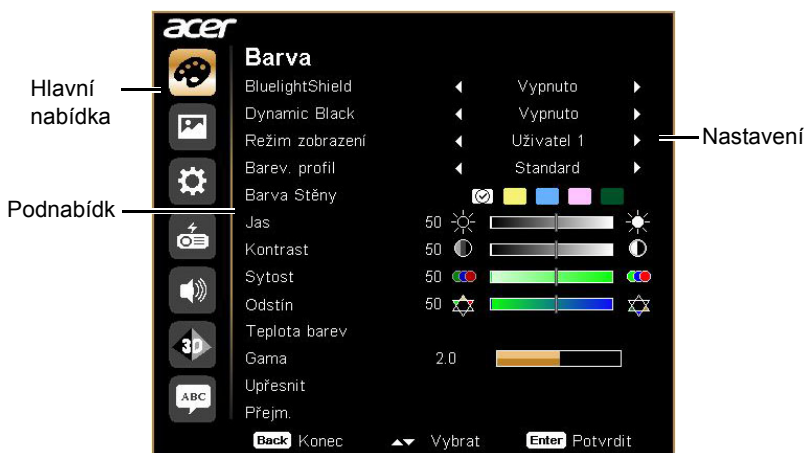 acer
Barva
Hlavní nabídka
BluelightShield Vypnuto
Dynamic Black Vypnuto
Režim zobrazení Uživatel 1
Nastavení
Barev. profil Standard
Barva Stěny
Podnabídk
Jas 50
Kontrast 50
Sytost 50
Odstín 50
Teplota barev
3D
Gama 2.0
Upřesnit
ABC
Přejm.
Back Konec Vybrat Enter Potvrdit